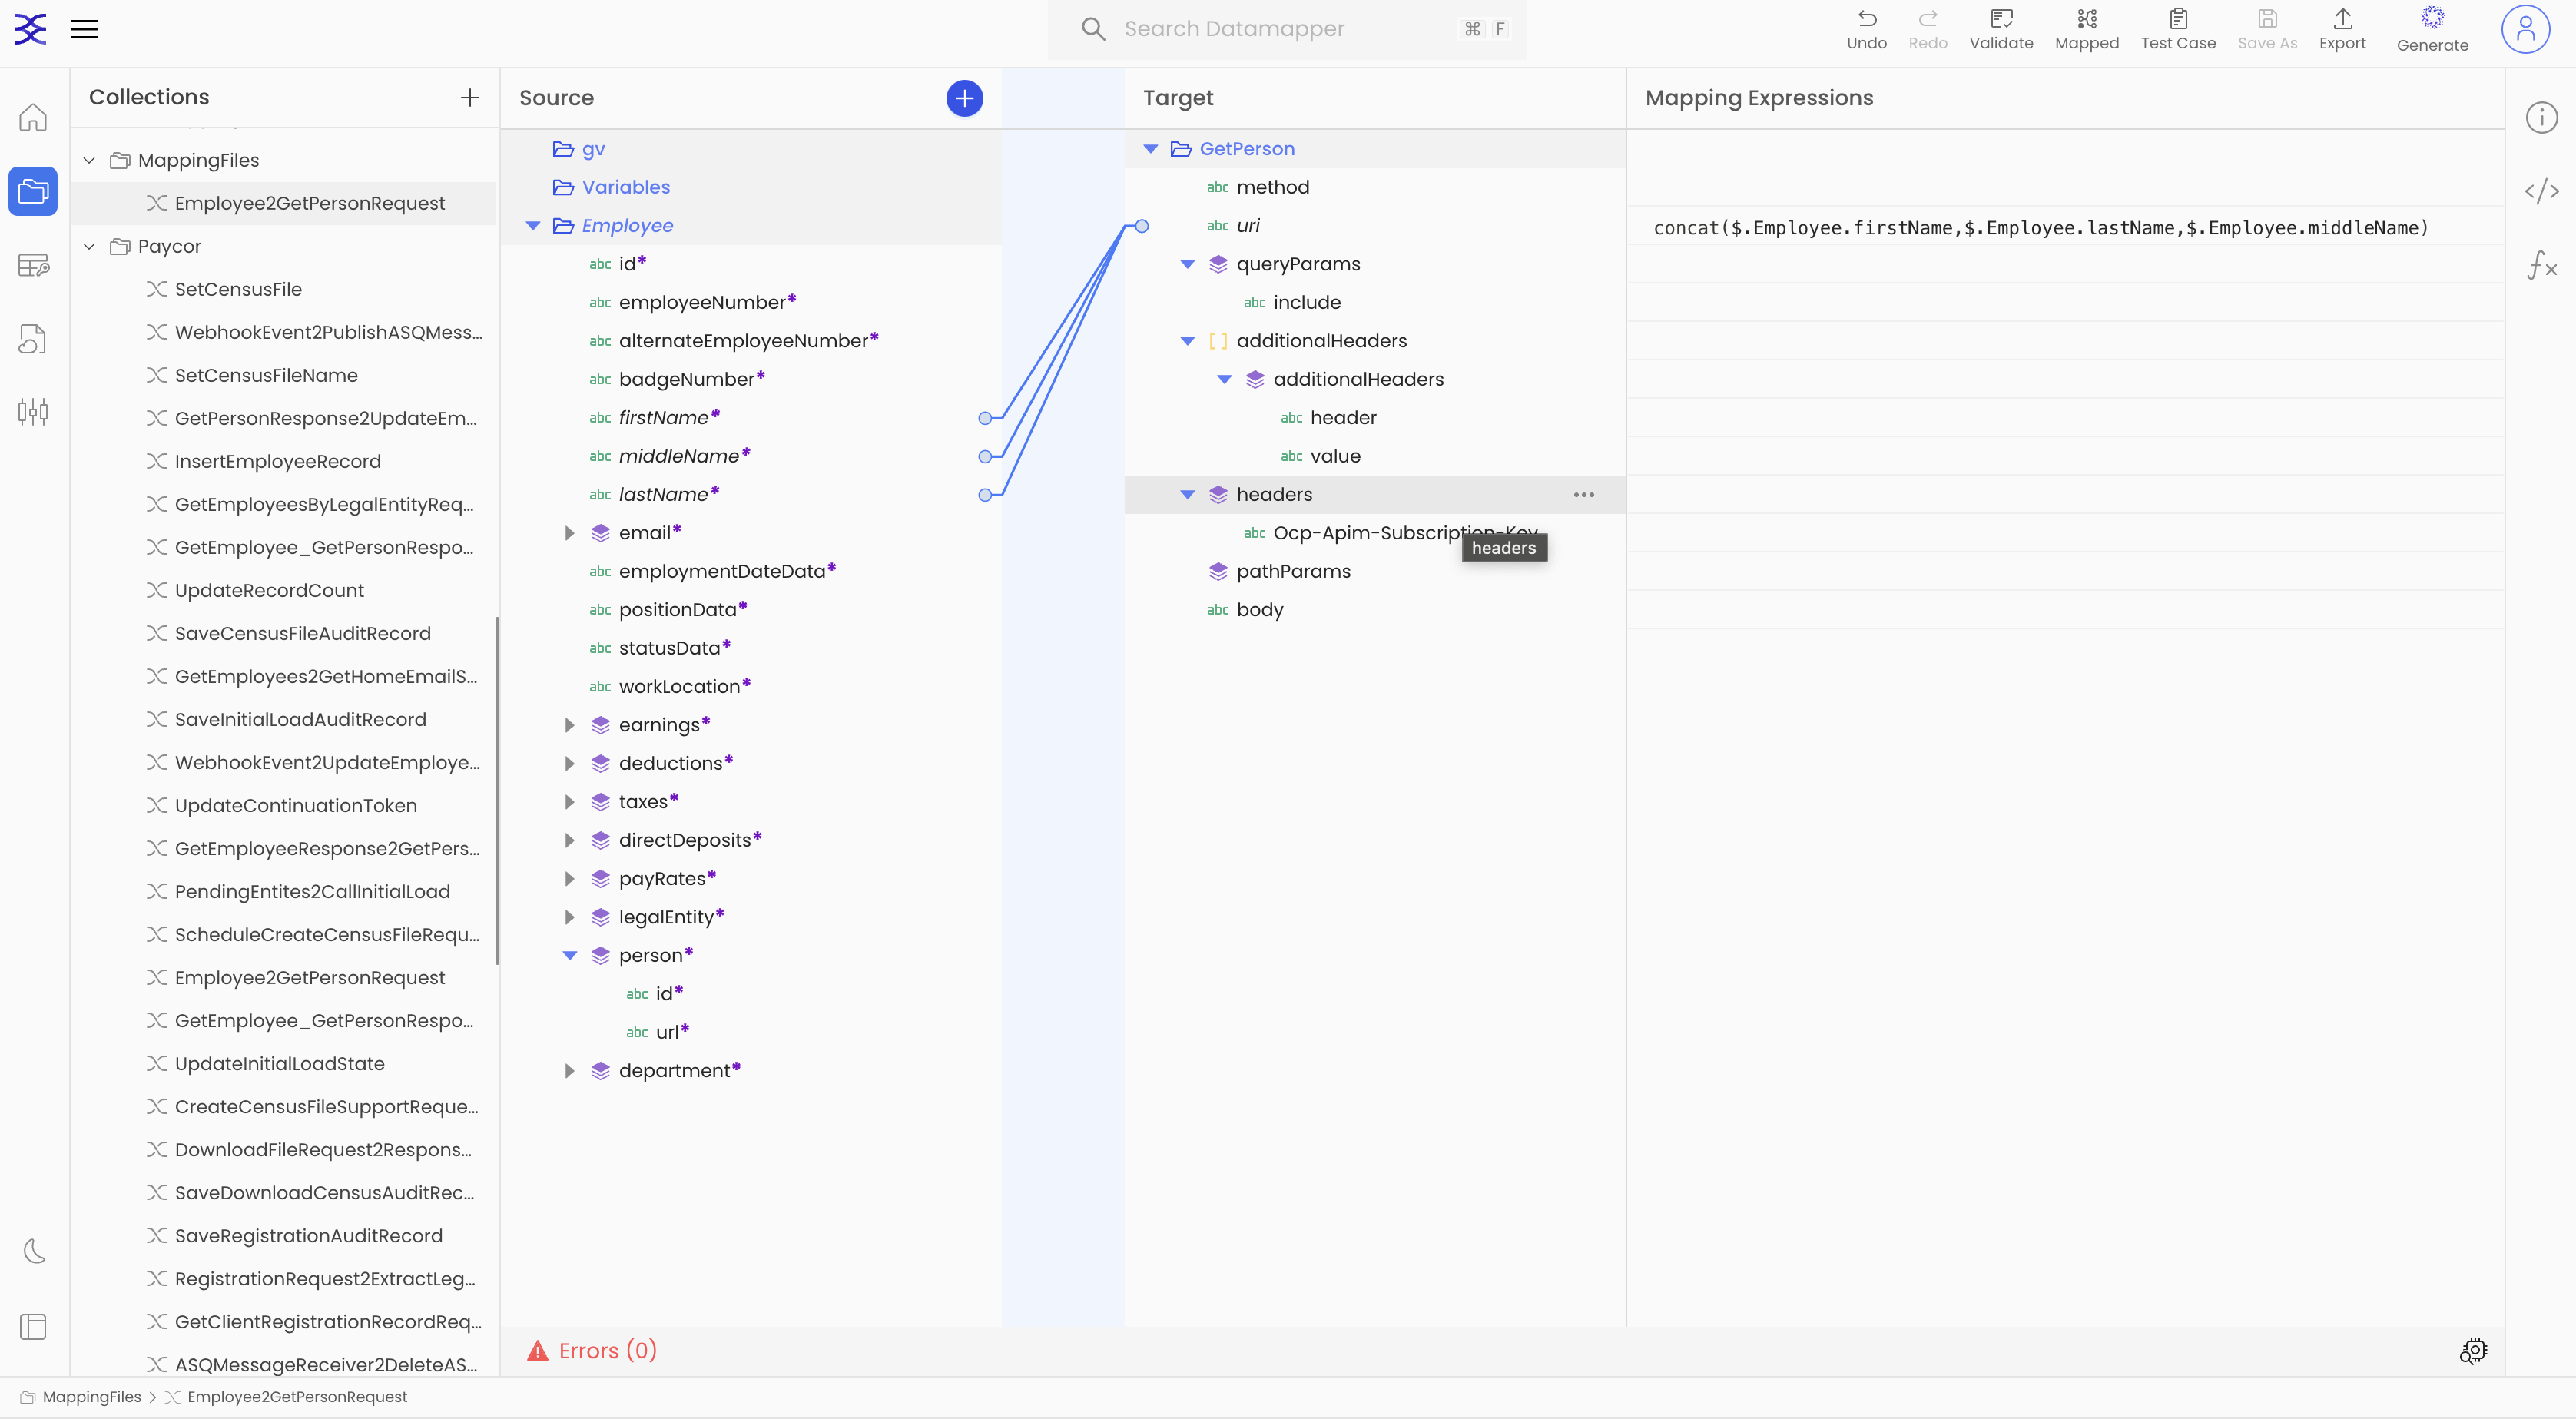 Search Datamapper
⌘ F
Undo
Redo
Validate
Mapped
Test Case
Save As
Export
Generate
Collections
MappingFiles
Employee2GetPersonRequest
Paycor
SetCensusFile
WebhookEvent2PublishASQMess...
SetCensusFileName
GetPersonResponse2UpdateEm...
InsertEmployeeRecord
GetEmployeesByLegalEntityReq...
GetEmployee_GetPersonRespo...
UpdateRecordCount
SaveCensusFileAuditRecord
GetEmployees2GetHomeEmailS...
SaveInitialLoadAuditRecord
WebhookEvent2UpdateEmploye...
UpdateContinuationToken
GetEmployeeResponse2GetPers...
PendingEntites2CallInitialLoad
ScheduleCreateCensusFileRequ...
Employee2GetPersonRequest
GetEmployee_GetPersonRespo...
UpdateInitialLoadState
CreateCensusFileSupportReque...
DownloadFileRequest2Respons...
SaveDownloadCensusAuditRec...
SaveRegistrationAuditRecord
RegistrationRequest2ExtractLeg...
GetClientRegistrationRecordReq...
ASQMessageReceiver2DeleteAS...
Source
gv
Variables
Employee
abc id*
abc employeeNumber*
abc alternateEmployeeNumber*
abc badgeNumber*
abc firstName*
abc middleName*
abc lastName*
email*
abc employmentDateData*
abc positionData*
abc statusData*
abc workLocation*
earnings*
deductions*
taxes*
directDeposits*
payRates*
legalEntity*
person*
abc id*
abc url*
department*
Target
GetPerson
abc method
abc uri
queryParams
abc include
[ ] additionalHeaders
additionalHeaders
abc header
abc value
headers
abc Ocp-Apim-Subscription-Key
headers
pathParams
abc body
Mapping Expressions
concat($.Employee.firstName,$.Employee.lastName,$.Employee.middleName)
</> 
fx
Errors (0)
MappingFiles > Employee2GetPersonRequest